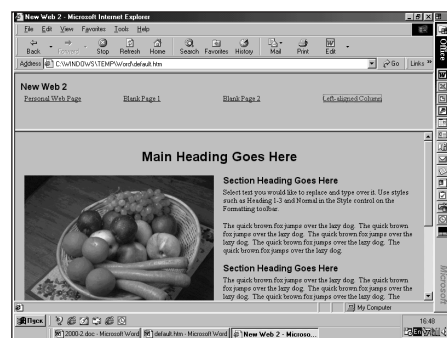 New Web 2 - Microsoft Internet Explorer
File Edit View Favorites Tools Help
Back Forward Stop Refresh Home Search Favorites History Mail Print Edit
Address C:\WINDOWS\TEMP\Word\default.htm Go Links »
Office
New Web 2
Personal Web Page Blank Page 1 Blank Page 2 Left-aligned Column
Main Heading Goes Here
Section Heading Goes Here
Select text you would like to replace and type over it. Use styles
such as Heading 1-3 and Normal in the Style control on the
Formatting toolbar.
The quick brown fox jumps over the lazy dog. The quick brown
fox jumps over the lazy dog. The quick brown fox jumps over the
lazy dog. The quick brown fox jumps over the lazy dog. The
quick brown fox jumps over the lazy dog.
Section Heading Goes Here
The quick brown fox jumps over the lazy dog. The quick brown
fox jumps over the lazy dog. The quick brown fox jumps over the
lazy dog. The quick brown fox jumps over the lazy dog. The
Microsoft
My Computer
Пуск 16:48
2000-2.doc - Microsoft Word default.htm - Microsoft Word New Web 2 - Microso... En